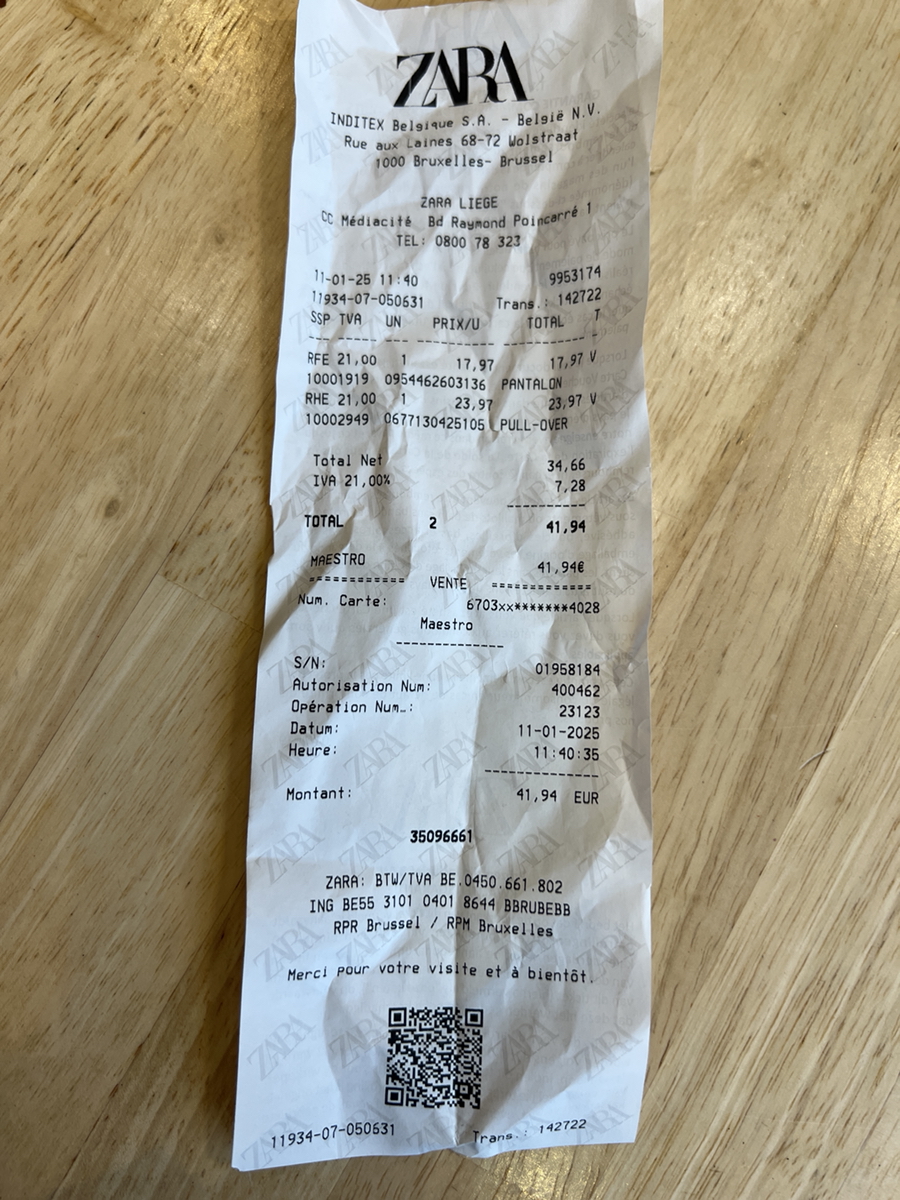 ZARA
INDITEX Belgique S.A. - België N.V.
Rue aux Laines 68-72 Wolstraat
1000 Bruxelles- Brussel
ZARA LIEGE
CC Médiacité Bd Raymond Poincarré 1
TEL: 0800 78 323
11-01-25 11:40 9953174
11934-07-050631 Trans.: 142722
SSP TVA UN PRIX/U TOTAL T
RFE 21,00 1 17,97 17,97 V
10001919 0954462603136 PANTALON
RHE 21,00 1 23,97 23,97 V
10002949 0677130425105 PULL-OVER
Total Net 34,66
IVA 21,00% 7,28
TOTAL 2 41,94
MAESTRO 41,94€
============ VENTE ============
Num. Carte: 6703xx*******4028
Maestro
-------------
S/N: 01958184
Autorisation Num: 400462
Opération Num…: 23123
Datum: 11-01-2025
Heure: 11:40:35
--------------
Montant: 41,94 EUR
35096661
ZARA: BTW/TVA BE.0450.661.802
ING BE55 3101 0401 8644 BBRUBEBB
RPR Brussel / RPM Bruxelles
Merci pour votre visite et à bientôt.
11934-07-050631 Trans.: 142722